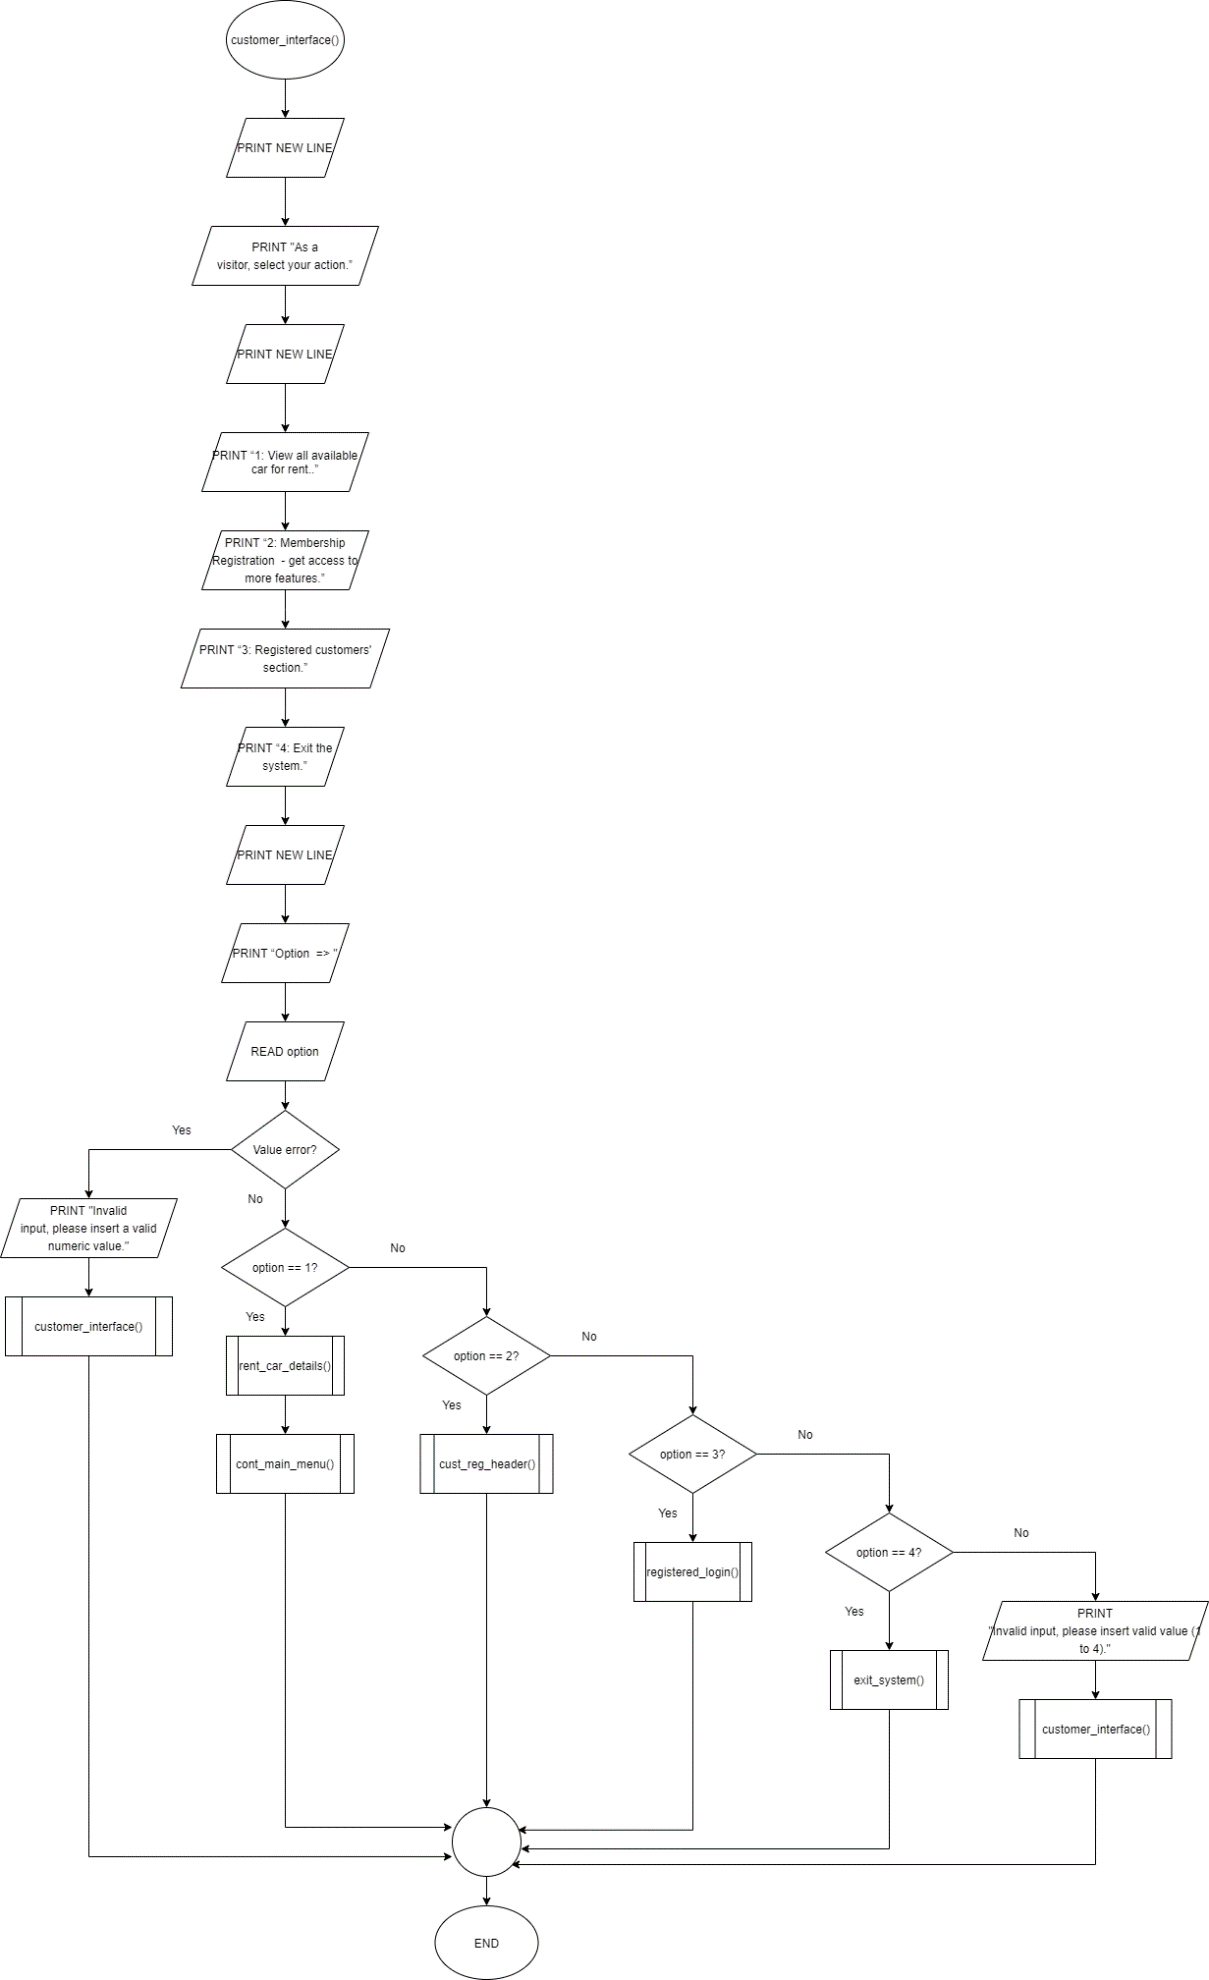 customer_interface()
PRINT NEW LINE
PRINT "As a
visitor, select your action."
PRINT NEW LINE
PRINT “1: View all available
car for rent..”
PRINT “2: Membership
Registration  - get access to
more features.”
PRINT “3: Registered customers'
section.”
PRINT “4: Exit the
system.”
PRINT NEW LINE
PRINT “Option  => "
READ option
Value error?
Yes
No
PRINT "Invalid
input, please insert a valid
numeric value."
customer_interface()
option == 1?
No
Yes
rent_car_details()
cont_main_menu()
option == 2?
No
Yes
cust_reg_header()
option == 3?
No
Yes
registered_login()
option == 4?
No
Yes
exit_system()
PRINT
"Invalid input, please insert valid value (1
to 4)."
customer_interface()
END